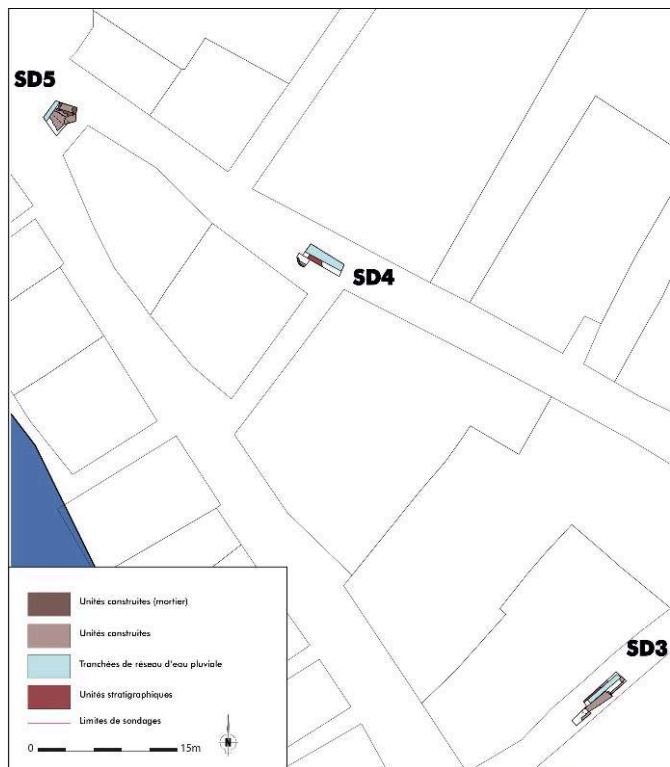 SD5
SD4
SD3
Unités construites (mortier)
Unités construites
Tranchées de réseau d'eau pluviale
Unités stratigraphiques
Limites de sondages
0 15m
N